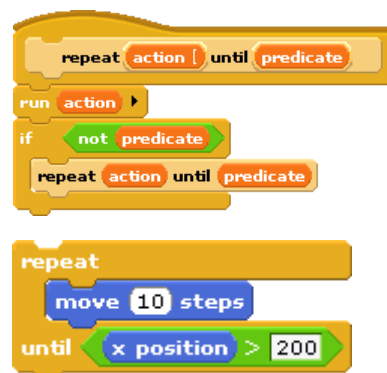 repeat action [ until predicate
run action
if not predicate
repeat action until predicate
repeat
move 10 steps
until x position > 200